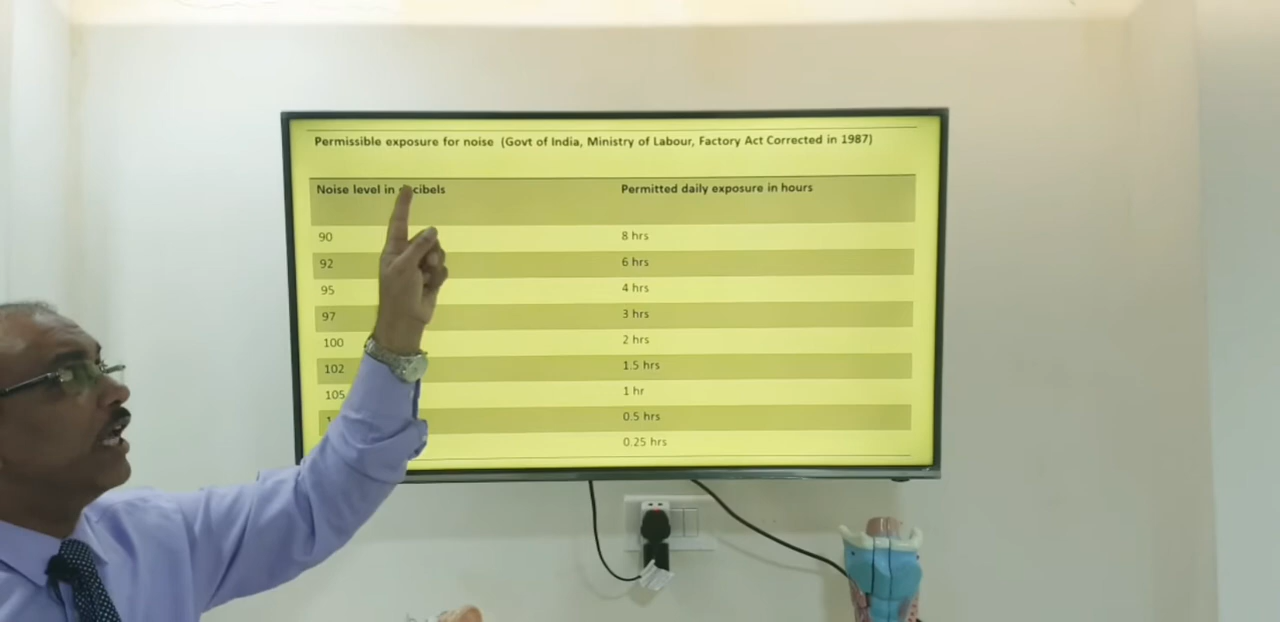 Permissible exposure for noise (Govt of India, Ministry of Labour, Factory Act Corrected in 1987)
Noise level in decibels Permitted daily exposure in hours
90 8 hrs
92 6 hrs
95 4 hrs
97 3 hrs
100 2 hrs
102 1.5 hrs
105 1 hr
0.5 hrs
0.25 hrs